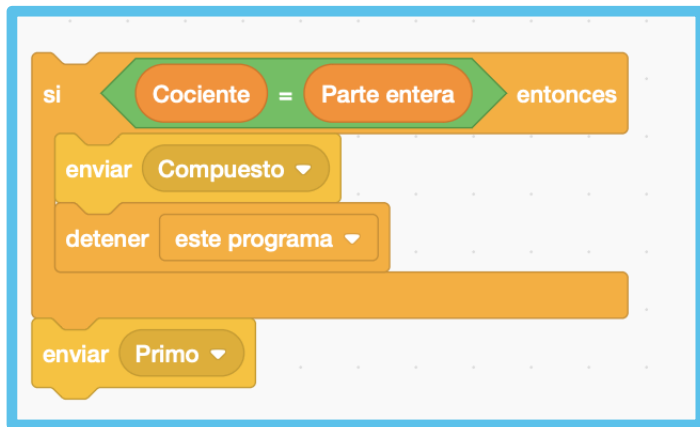 si Cociente = Parte entera entonces
enviar Compuesto
detener este programa
enviar Primo